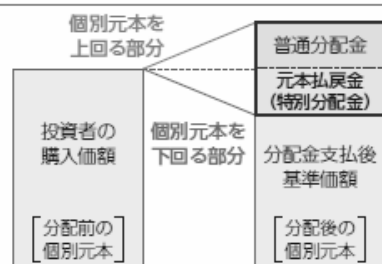 個別元本を
上回る部分
普通分配金
元本払戻金
(特別分配金)
投資者の
購入価額
個別元本を
下回る部分
分配金支払後
基準価額
分配前の
個別元本
分配後の
個別元本